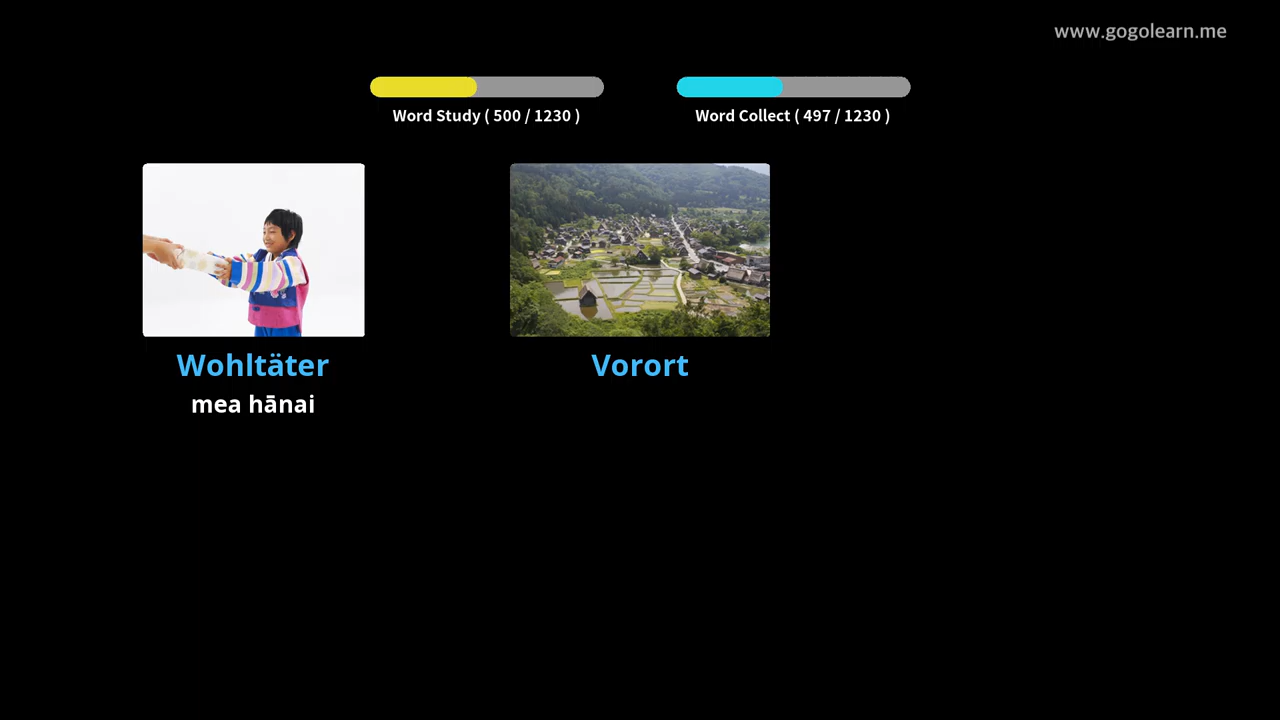 www.gogolearn.me
Word Study ( 500 / 1230 )
Word Collect ( 497 / 1230 )
Wohltäter
mea hānai
Vorort